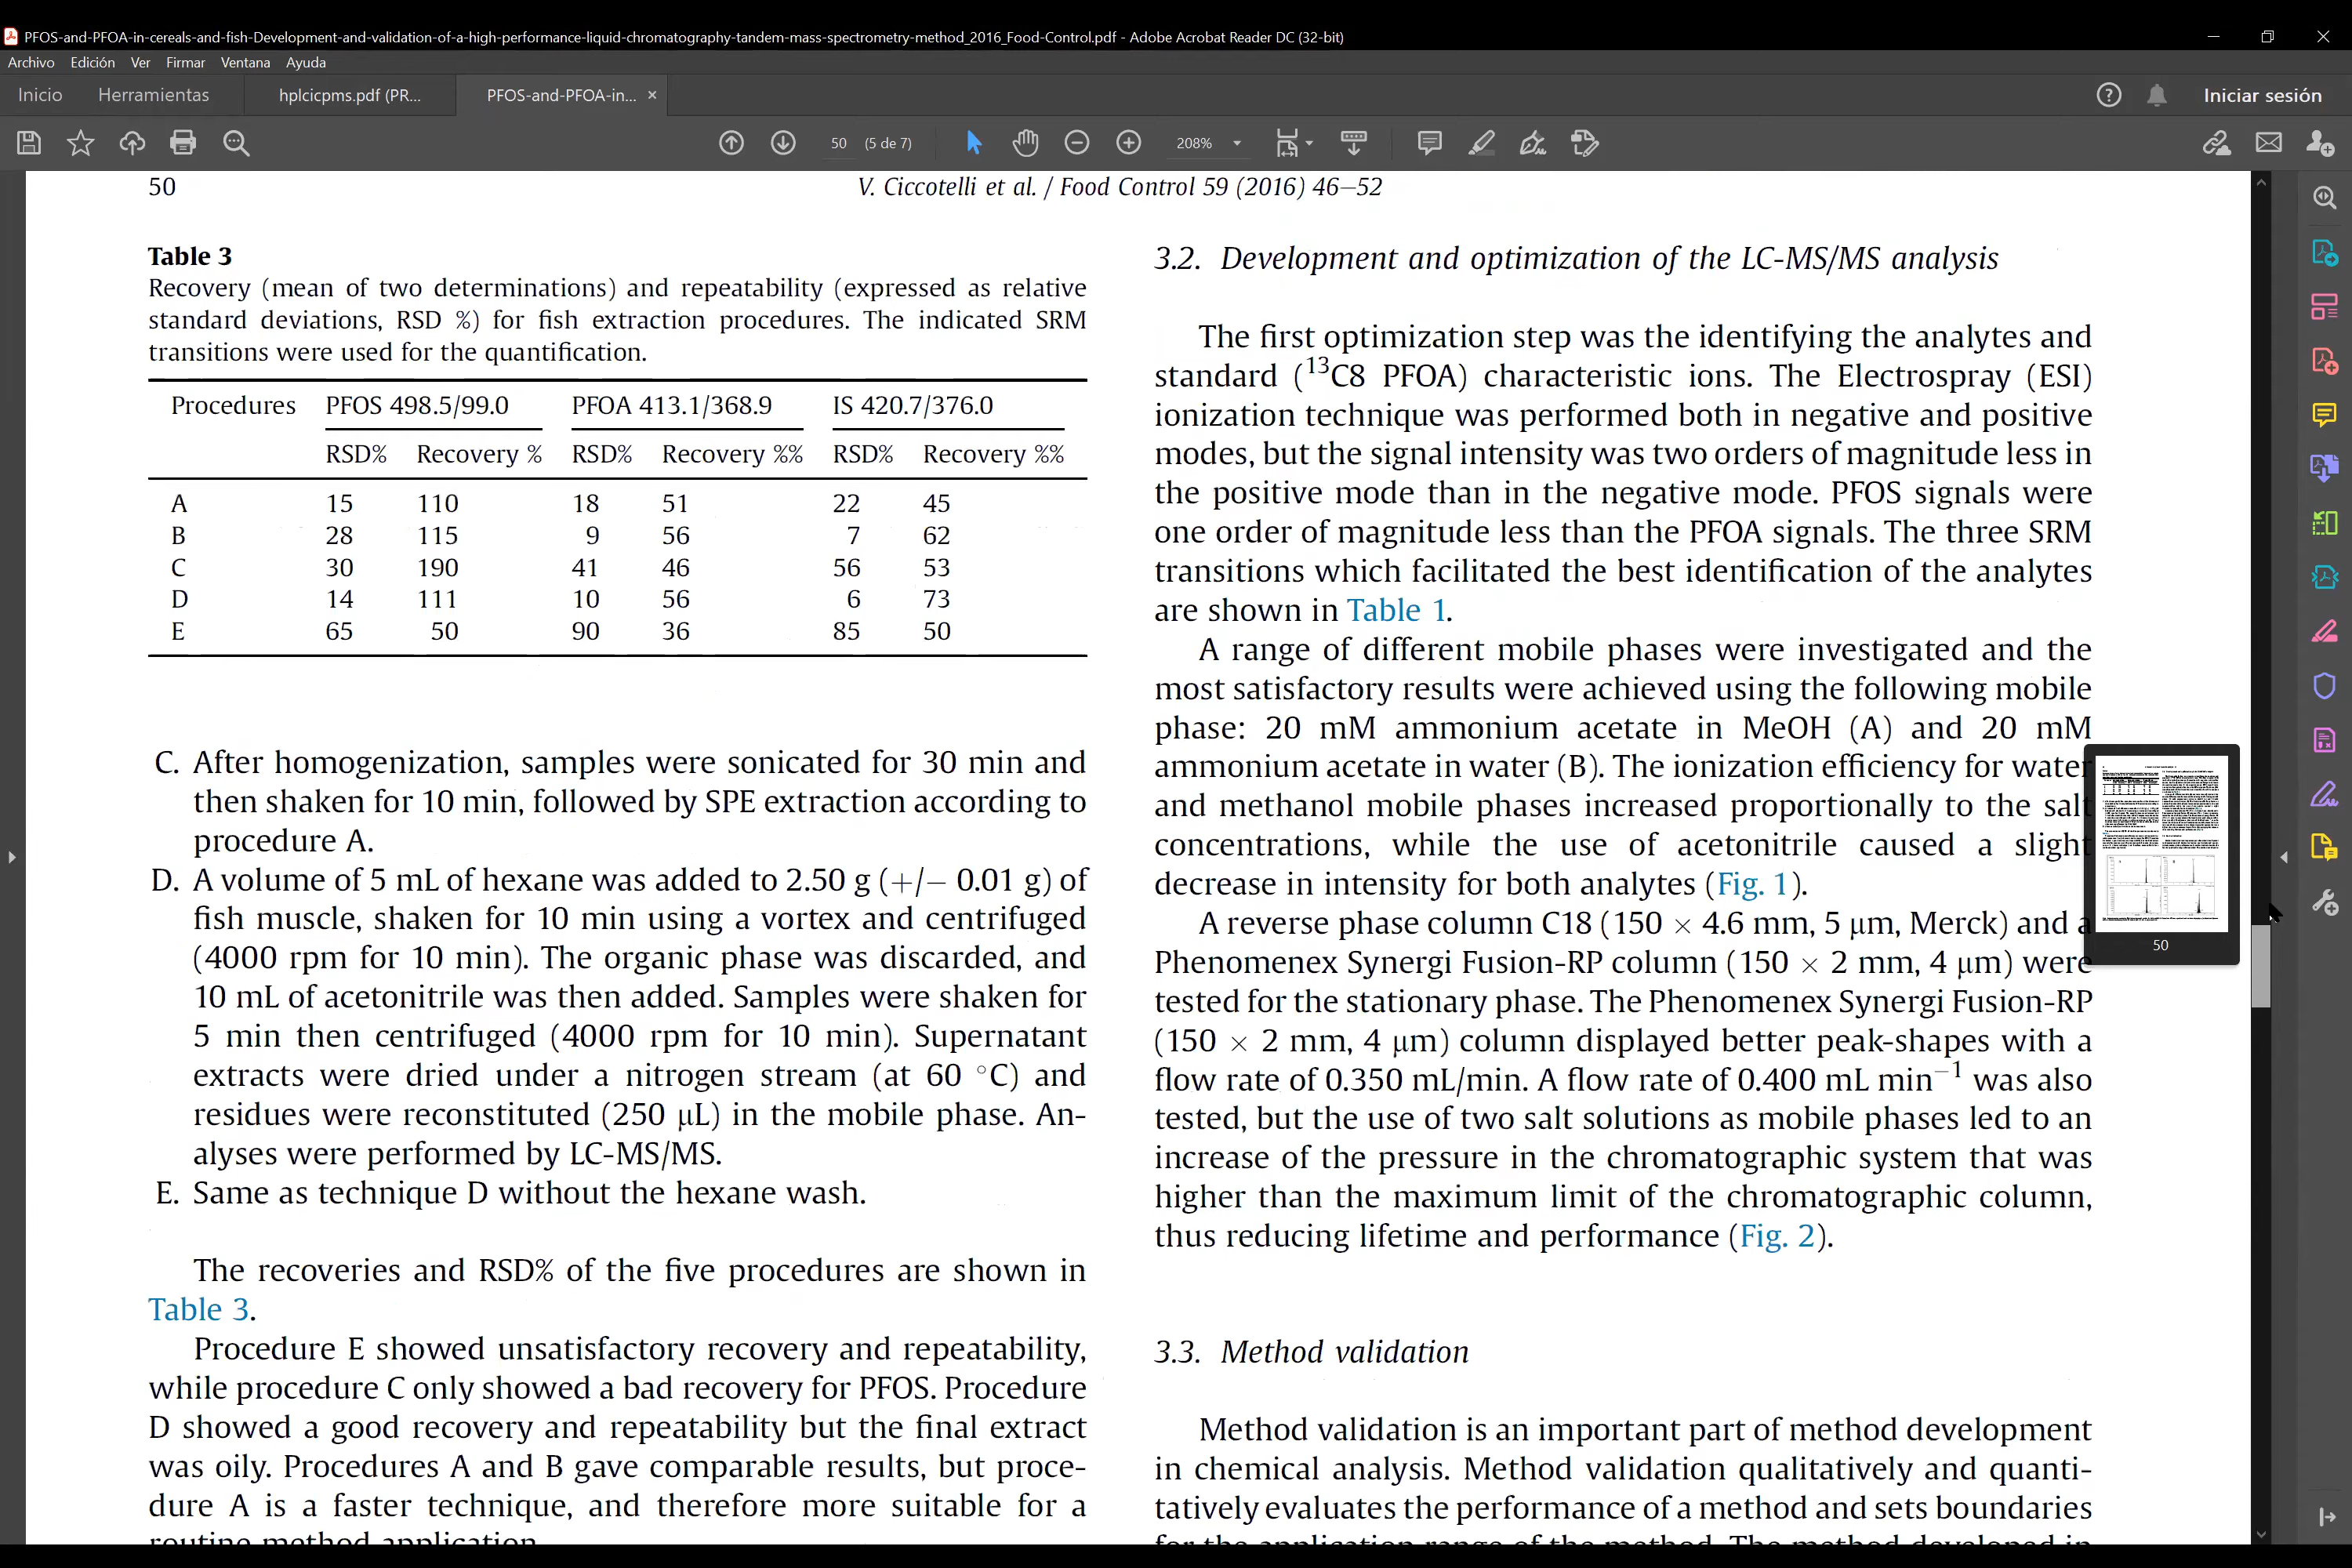 PFOS-and-PFOA-in-cereals-and-fish-Development-and-validation-of-a-high-performance-liquid-chromatography-tandem-mass-spectrometry-method_2016_Food-Control.pdf - Adobe Acrobat Reader DC (32-bit)
Archivo Edición Ver Firmar Ventana Ayuda
Inicio Herramientas hplcicpms.pdf (PR... PFOS-and-PFOA-in... × Iniciar sesión
50 (5 de 7) 208%
50 V. Ciccotelli et al. / Food Control 59 (2016) 46–52
Table 3
Recovery (mean of two determinations) and repeatability (expressed as relative
standard deviations, RSD %) for fish extraction procedures. The indicated SRM
transitions were used for the quantification.
Procedures PFOS 498.5/99.0 PFOA 413.1/368.9 IS 420.7/376.0
RSD% Recovery % RSD% Recovery %% RSD% Recovery %%
A 15 110 18 51 22 45
B 28 115 9 56 7 62
C 30 190 41 46 56 53
D 14 111 10 56 6 73
E 65 50 90 36 85 50
C. After homogenization, samples were sonicated for 30 min and
then shaken for 10 min, followed by SPE extraction according to
procedure A.
D. A volume of 5 mL of hexane was added to 2.50 g (+/− 0.01 g) of
fish muscle, shaken for 10 min using a vortex and centrifuged
(4000 rpm for 10 min). The organic phase was discarded, and
10 mL of acetonitrile was then added. Samples were shaken for
5 min then centrifuged (4000 rpm for 10 min). Supernatant
extracts were dried under a nitrogen stream (at 60 °C) and
residues were reconstituted (250 μL) in the mobile phase. An-
alyses were performed by LC-MS/MS.
E. Same as technique D without the hexane wash.
The recoveries and RSD% of the five procedures are shown in
Table 3.
Procedure E showed unsatisfactory recovery and repeatability,
while procedure C only showed a bad recovery for PFOS. Procedure
D showed a good recovery and repeatability but the final extract
was oily. Procedures A and B gave comparable results, but proce-
dure A is a faster technique, and therefore more suitable for a
routine method application.
3.2. Development and optimization of the LC-MS/MS analysis
The first optimization step was the identifying the analytes and
standard (¹³C8 PFOA) characteristic ions. The Electrospray (ESI)
ionization technique was performed both in negative and positive
modes, but the signal intensity was two orders of magnitude less in
the positive mode than in the negative mode. PFOS signals were
one order of magnitude less than the PFOA signals. The three SRM
transitions which facilitated the best identification of the analytes
are shown in Table 1.
A range of different mobile phases were investigated and the
most satisfactory results were achieved using the following mobile
phase: 20 mM ammonium acetate in MeOH (A) and 20 mM
ammonium acetate in water (B). The ionization efficiency for water
and methanol mobile phases increased proportionally to the salt
concentrations, while the use of acetonitrile caused a slight
decrease in intensity for both analytes (Fig. 1).
A reverse phase column C18 (150 × 4.6 mm, 5 μm, Merck) and a
Phenomenex Synergi Fusion-RP column (150 × 2 mm, 4 μm) were
tested for the stationary phase. The Phenomenex Synergi Fusion-RP
(150 × 2 mm, 4 μm) column displayed better peak-shapes with a
flow rate of 0.350 mL/min. A flow rate of 0.400 mL min⁻¹ was also
tested, but the use of two salt solutions as mobile phases led to an
increase of the pressure in the chromatographic system that was
higher than the maximum limit of the chromatographic column,
thus reducing lifetime and performance (Fig. 2).
3.3. Method validation
Method validation is an important part of method development
in chemical analysis. Method validation qualitatively and quanti-
tatively evaluates the performance of a method and sets boundaries
for the application range of the method. The method developed in
50